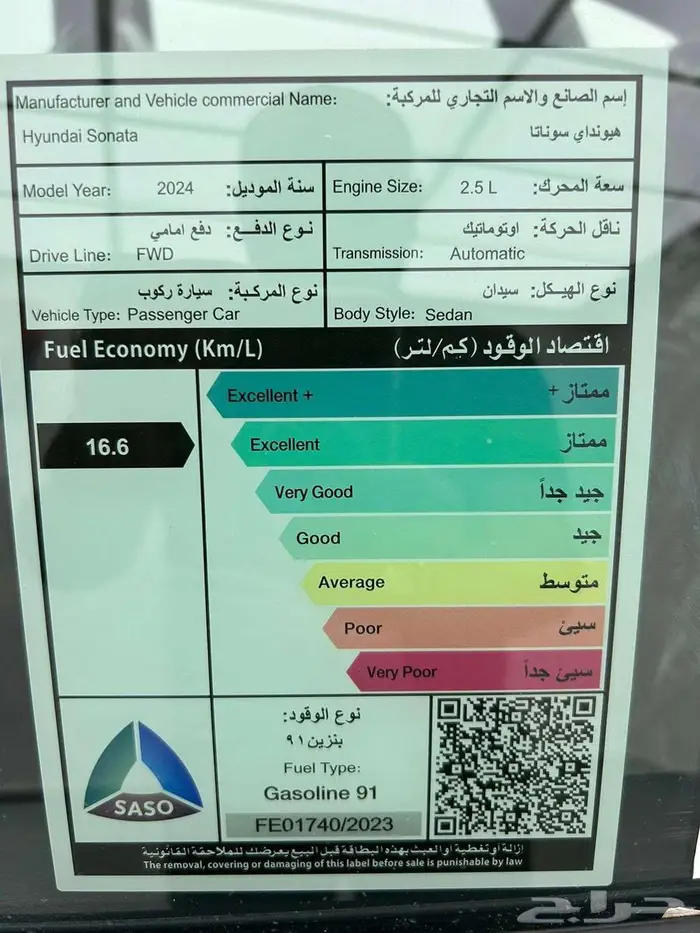 Manufacturer and Vehicle commercial Name: إسم الصانع والاسم التجاري للمركبة:
Hyundai Sonata هيونداي سوناتا
Model Year: 2024 سنة الموديل:
Engine Size: 2.5 L سعة المحرك:
نوع الدفع: دفع امامي
Drive Line: FWD
ناقل الحركة: اوتوماتيك
Transmission: Automatic
نوع المركبة: سيارة ركوب
Vehicle Type: Passenger Car
نوع الهيكل: سيدان
Body Style: Sedan
Fuel Economy (Km/L) اقتصاد الوقود (كم/لتر)
Excellent + ممتاز +
16.6
Excellent ممتاز
Very Good جيد جداً
Good جيد
Average متوسط
Poor سيئ
Very Poor سيئ جداً
SASO
نوع الوقود:
بنزين ٩١
Fuel Type:
Gasoline 91
FE01740/2023
إزالة أو تغطية أو العبث بهذه البطاقة قبل البيع يعرضك للملاحقة القانونية
The removal, covering or damaging of this label before sale is punishable by law
حراج